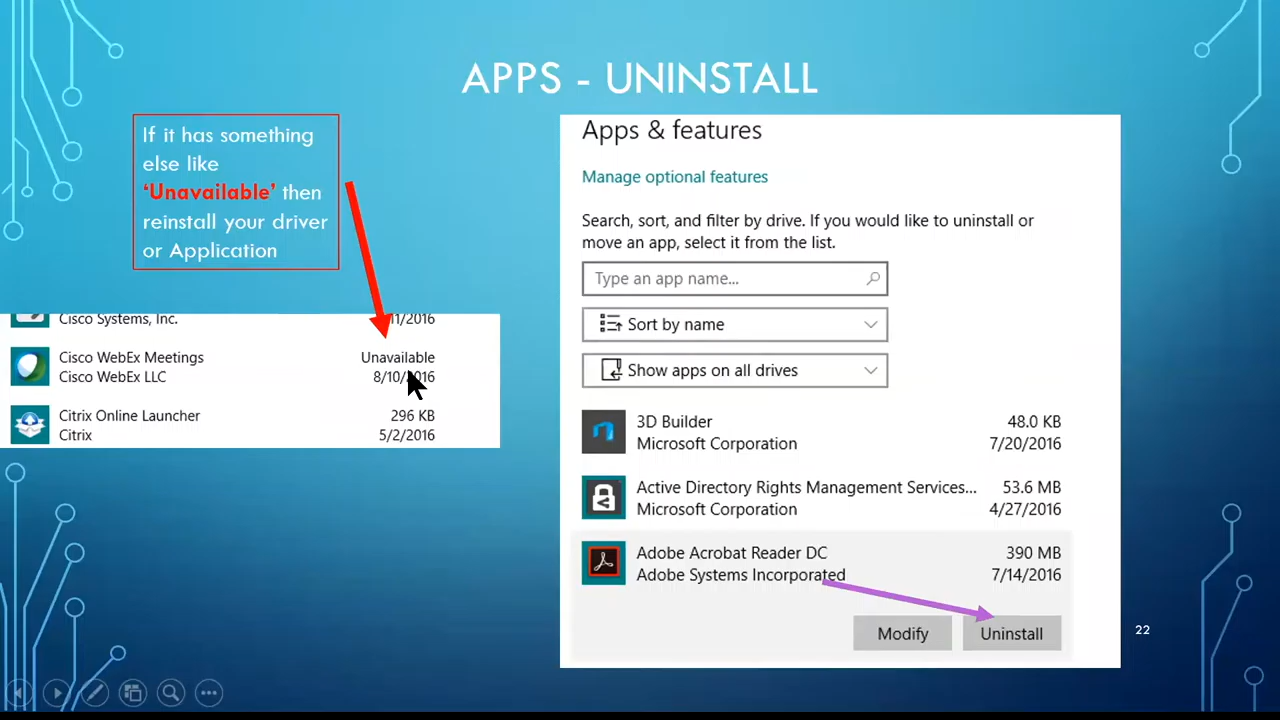 APPS - UNINSTALL
If it has something
else like
‘Unavailable’ then
reinstall your driver
or Application
Cisco Systems, Inc.
11/2016
Cisco WebEx Meetings
Unavailable
Cisco WebEx LLC
8/10/2016
Citrix Online Launcher
296 KB
Citrix
5/2/2016
Apps & features
Manage optional features
Search, sort, and filter by drive. If you would like to uninstall or
move an app, select it from the list.
Type an app name...
Sort by name
Show apps on all drives
3D Builder
48.0 KB
Microsoft Corporation
7/20/2016
Active Directory Rights Management Services...
53.6 MB
Microsoft Corporation
4/27/2016
Adobe Acrobat Reader DC
390 MB
Adobe Systems Incorporated
7/14/2016
Modify
Uninstall
22